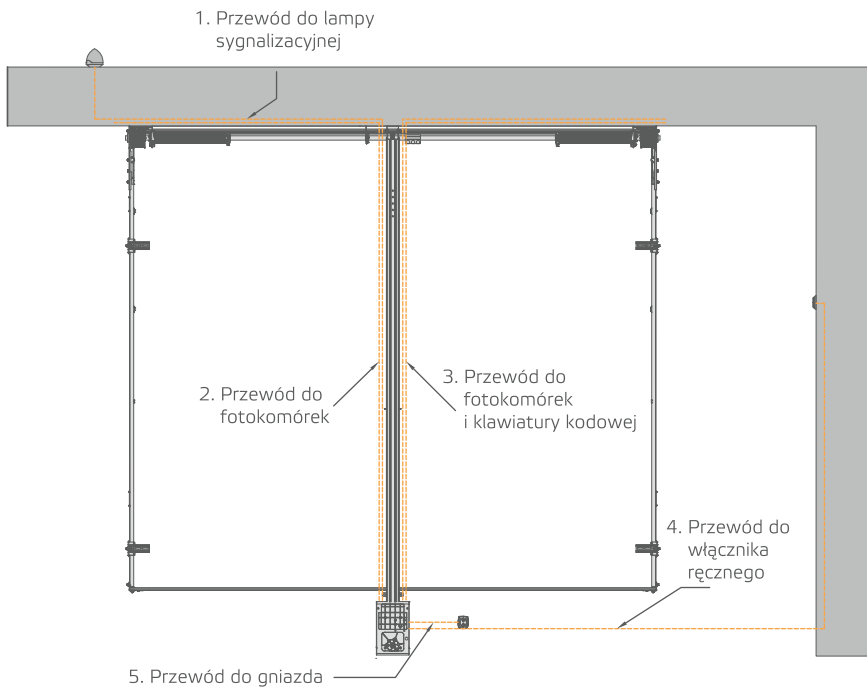 1. Przewód do lampy
sygnalizacyjnej
2. Przewód do
fotokomórek
3. Przewód do
fotokomórek
i klawiatury kodowej
4. Przewód do
włącznika
ręcznego
5. Przewód do gniazda